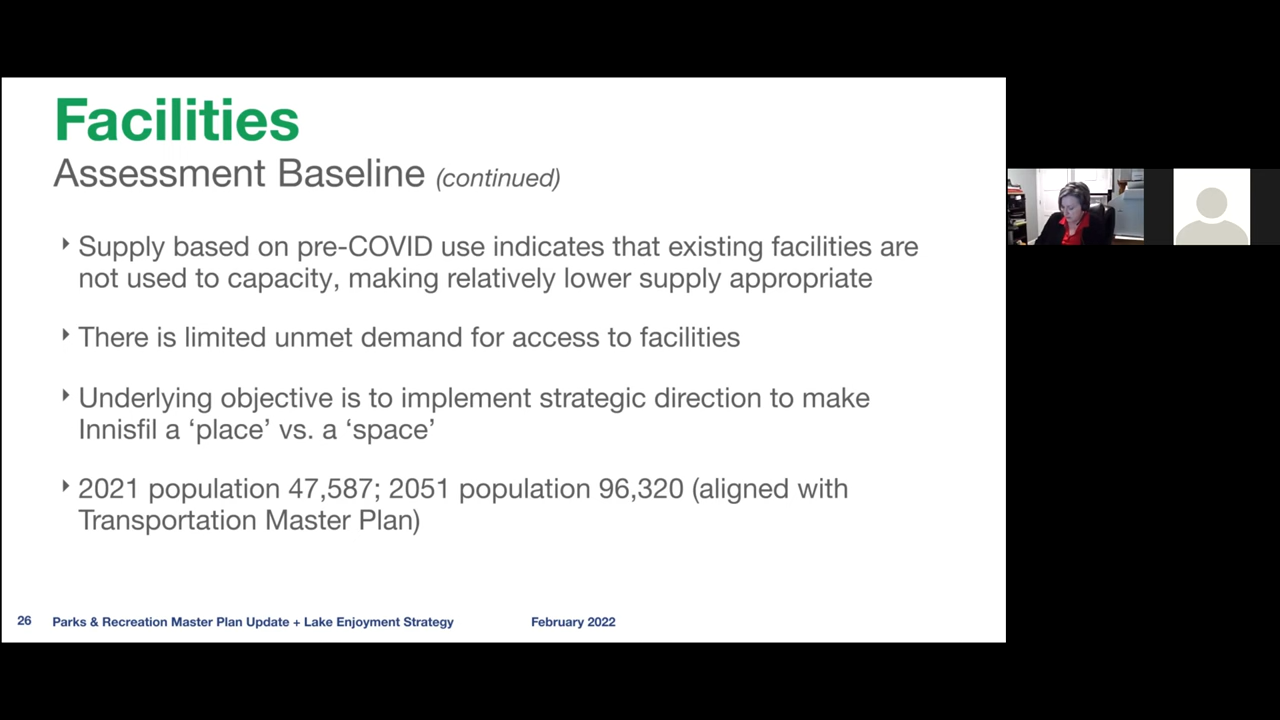 Facilities
Assessment Baseline (continued)
‣ Supply based on pre-COVID use indicates that existing facilities are
not used to capacity, making relatively lower supply appropriate
‣ There is limited unmet demand for access to facilities
‣ Underlying objective is to implement strategic direction to make
Innisfil a ‘place’ vs. a ‘space’
‣ 2021 population 47,587; 2051 population 96,320 (aligned with
Transportation Master Plan)
26 Parks & Recreation Master Plan Update + Lake Enjoyment Strategy February 2022